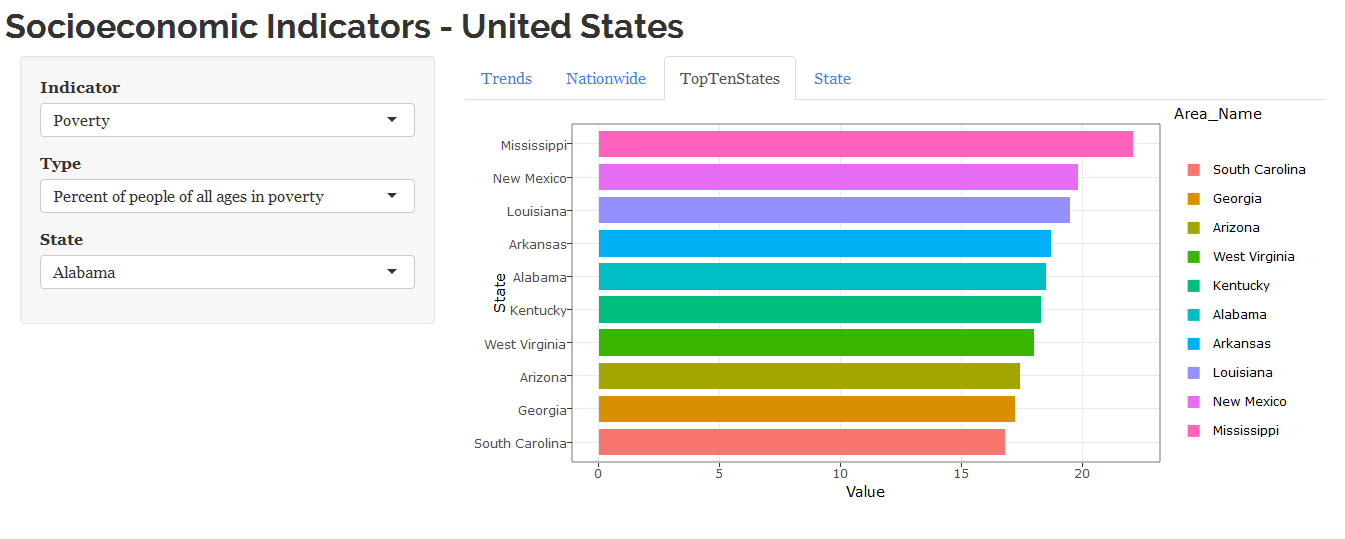 Socioeconomic Indicators - United States
Indicator
Poverty
Type
Percent of people of all ages in poverty
State
Alabama
Trends Nationwide TopTenStates State
State
Mississippi
New Mexico
Louisiana
Arkansas
Alabama
Kentucky
West Virginia
Arizona
Georgia
South Carolina
0 5 10 15 20
Value
Area_Name
South Carolina
Georgia
Arizona
West Virginia
Kentucky
Alabama
Arkansas
Louisiana
New Mexico
Mississippi